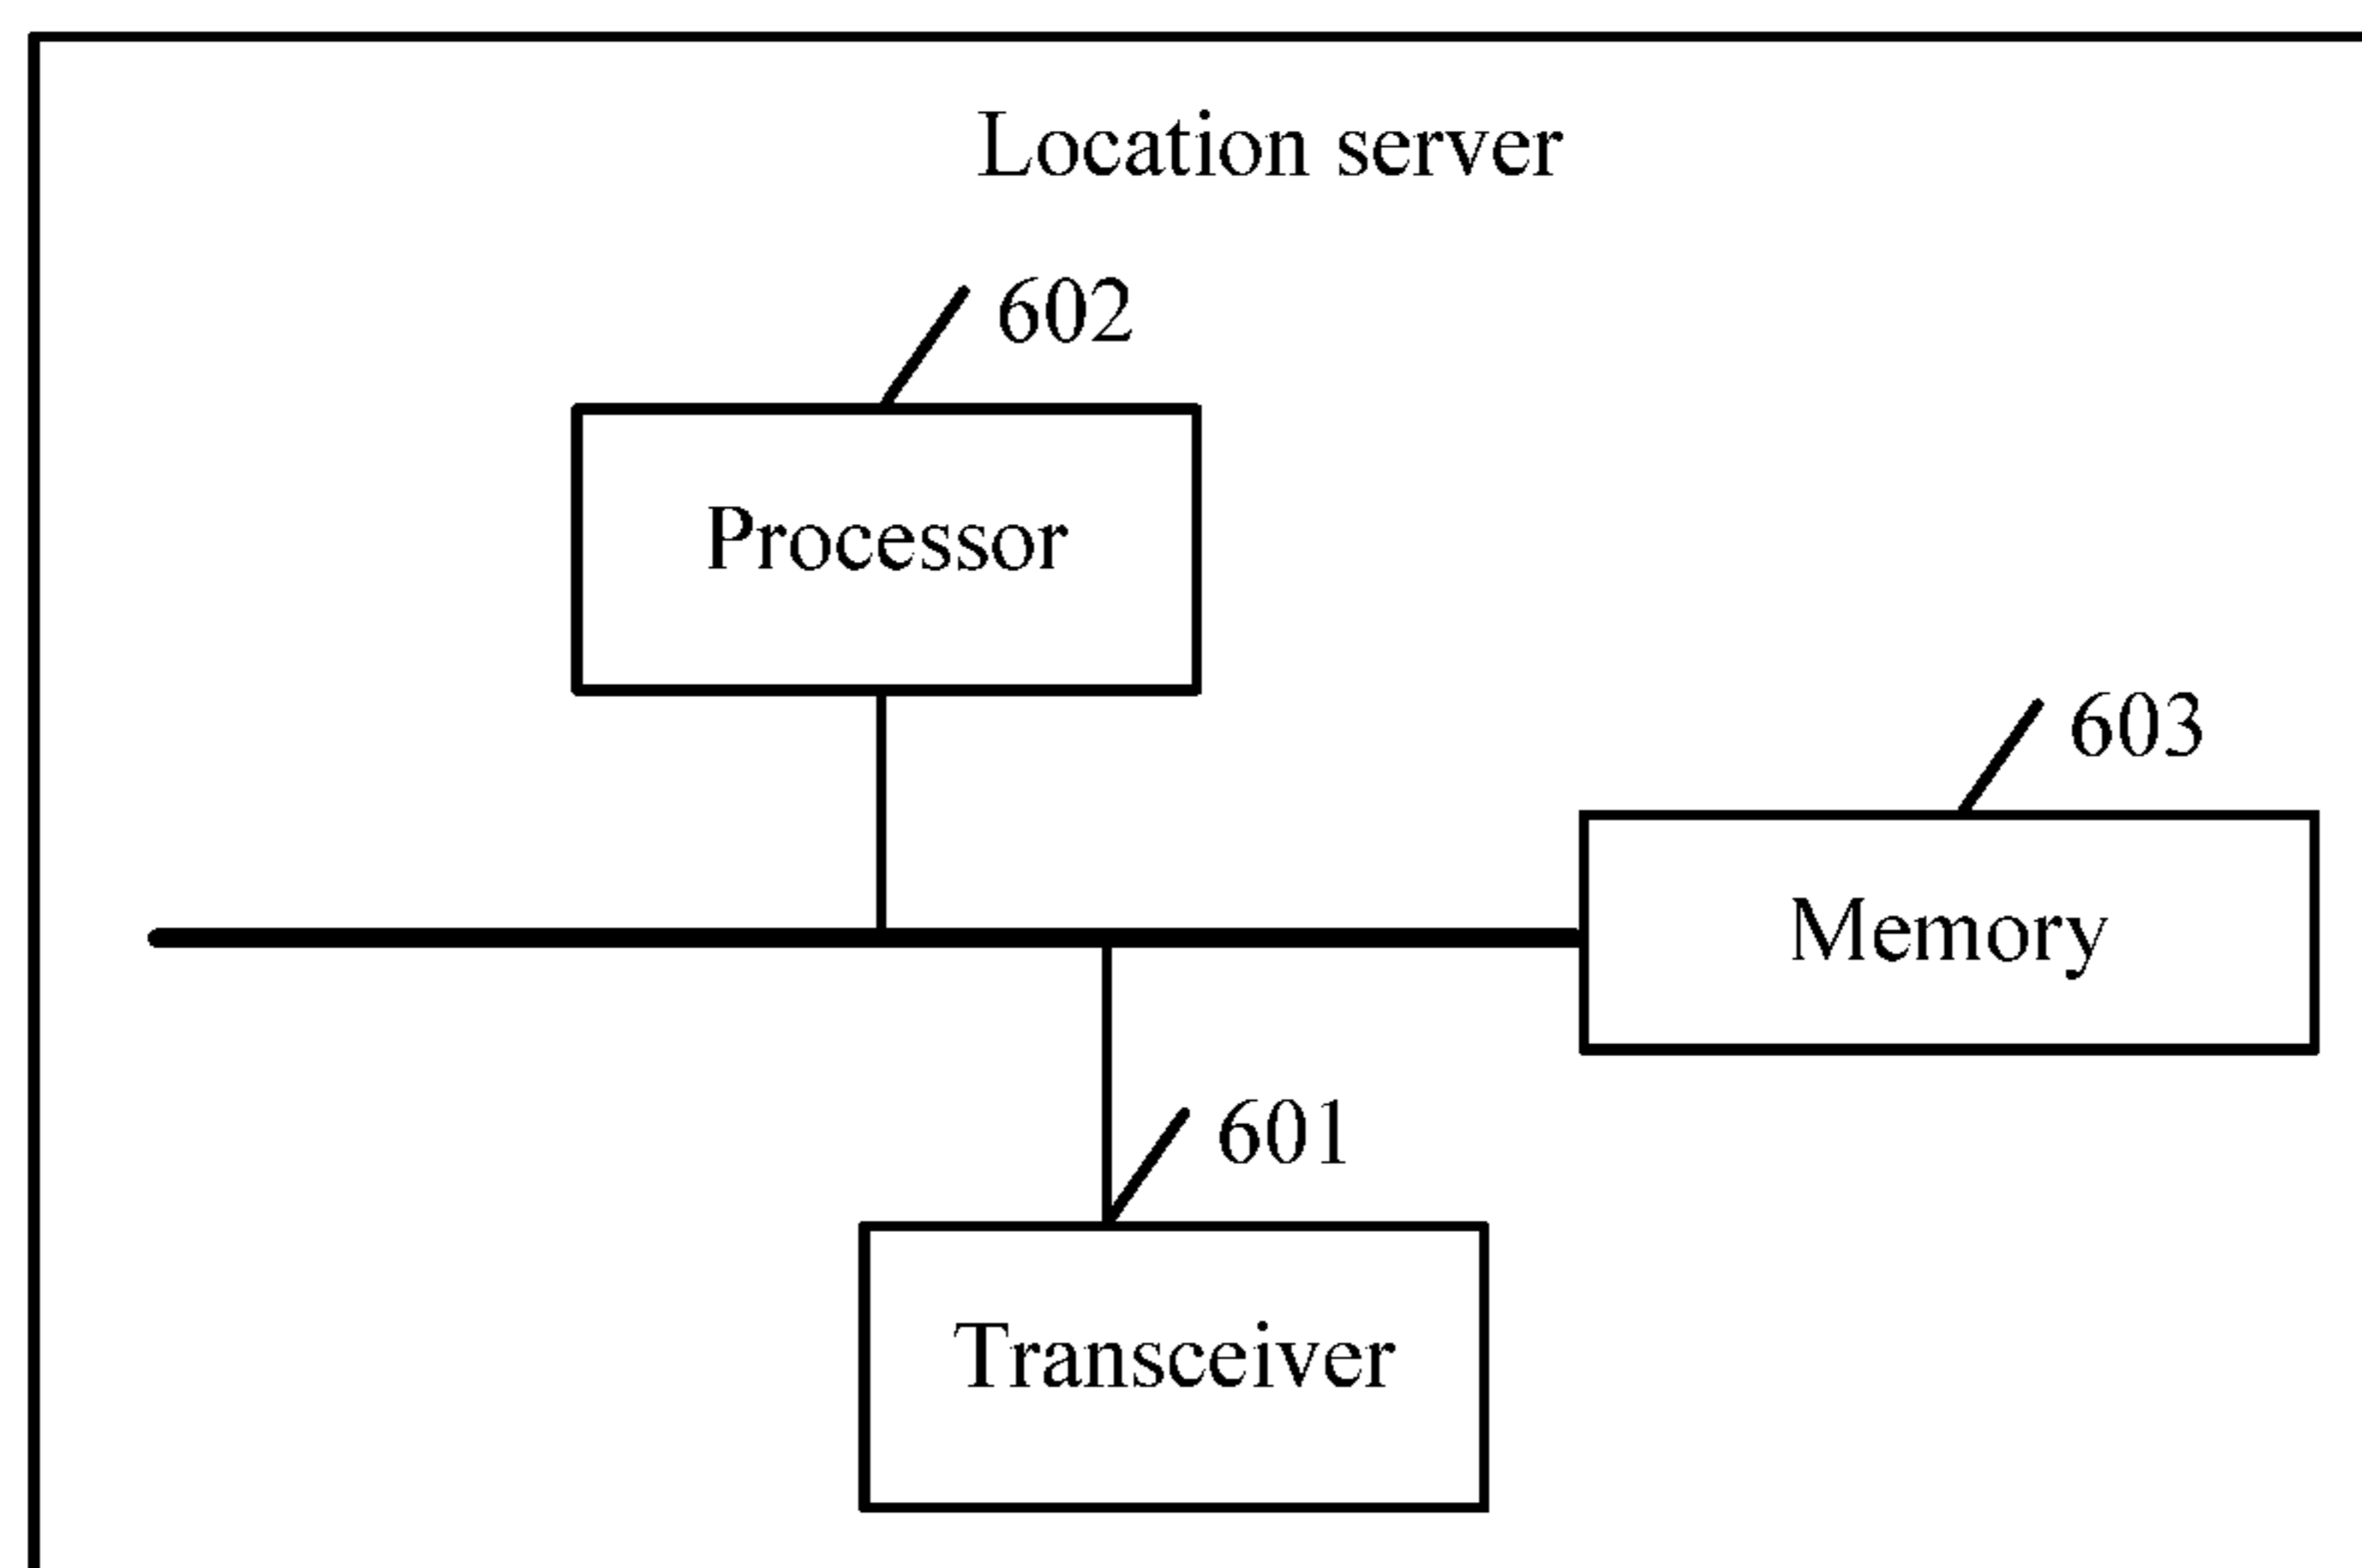 Location server
602
Processor
603
Memory
601
Transceiver